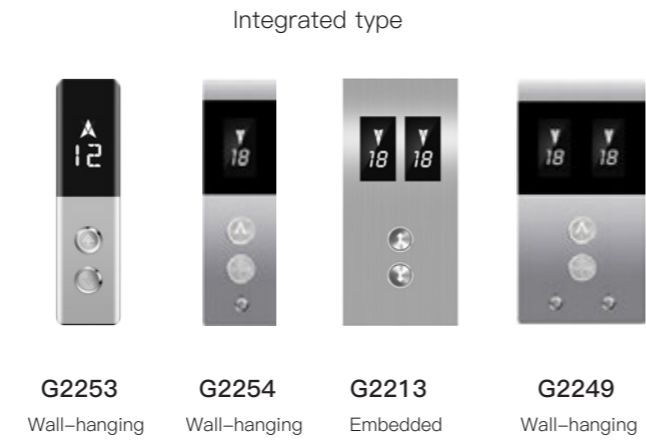 Integrated type
12
18
18 18
18 18
G2253 G2254 G2213 G2249
Wall-hanging Wall-hanging Embedded Wall-hanging